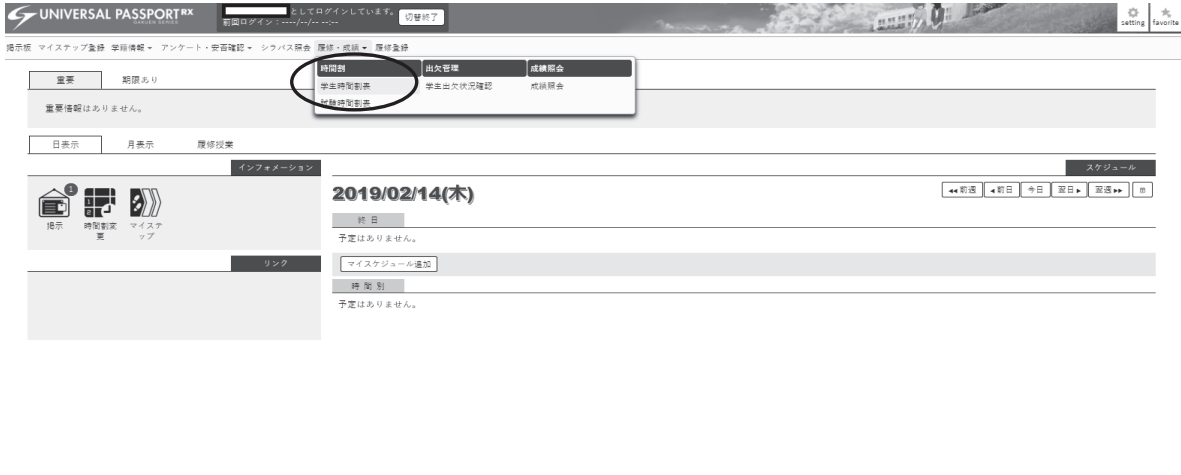 UNIVERSAL PASSPORT RX
GAKUEN SERIES
としてログインしています。
前回ログイン：----/--/-- --:--
切替終了
setting
favorite
掲示板 マイステップ登録 学籍情報▾ アンケート・安否確認▾ シラバス照会 履修・成績▾ 履修登録
時間割 出欠管理 成績照会
学生時間割表 学生出欠状況確認 成績照会
試験時間割表
重要 期限あり
重要情報はありません。
日表示 月表示 履修授業
インフォメーション
スケジュール
1
掲示
時間割変更
マイステップ
2019/02/14(木)
◂◂前週 ◂前日 今日 翌日▸ 翌週▸▸
終日
予定はありません。
リンク
マイスケジュール追加
時間別
予定はありません。